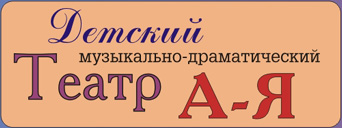 Детский
музыкально-драматический
Театр
А-Я